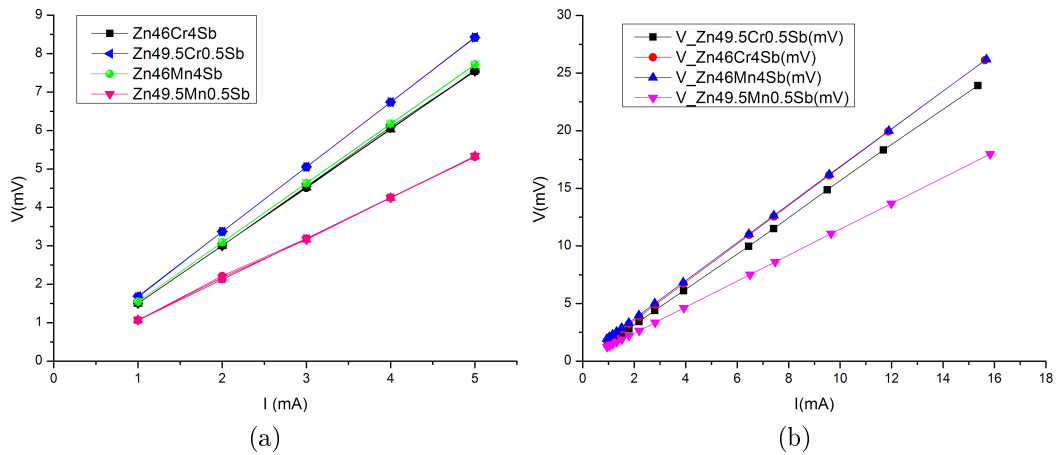 Zn46Cr4Sb
Zn49.5Cr0.5Sb
Zn46Mn4Sb
Zn49.5Mn0.5Sb
9
8
7
6
5
4
3
2
1
0
V(mV)
0 1 2 3 4 5
I (mA)
(a)
V_Zn49.5Cr0.5Sb(mV)
V_Zn46Cr4Sb(mV)
V_Zn46Mn4Sb(mV)
V_Zn49.5Mn0.5Sb(mV)
30
25
20
15
10
5
0
V(mV)
0 2 4 6 8 10 12 14 16 18
I(mA)
(b)